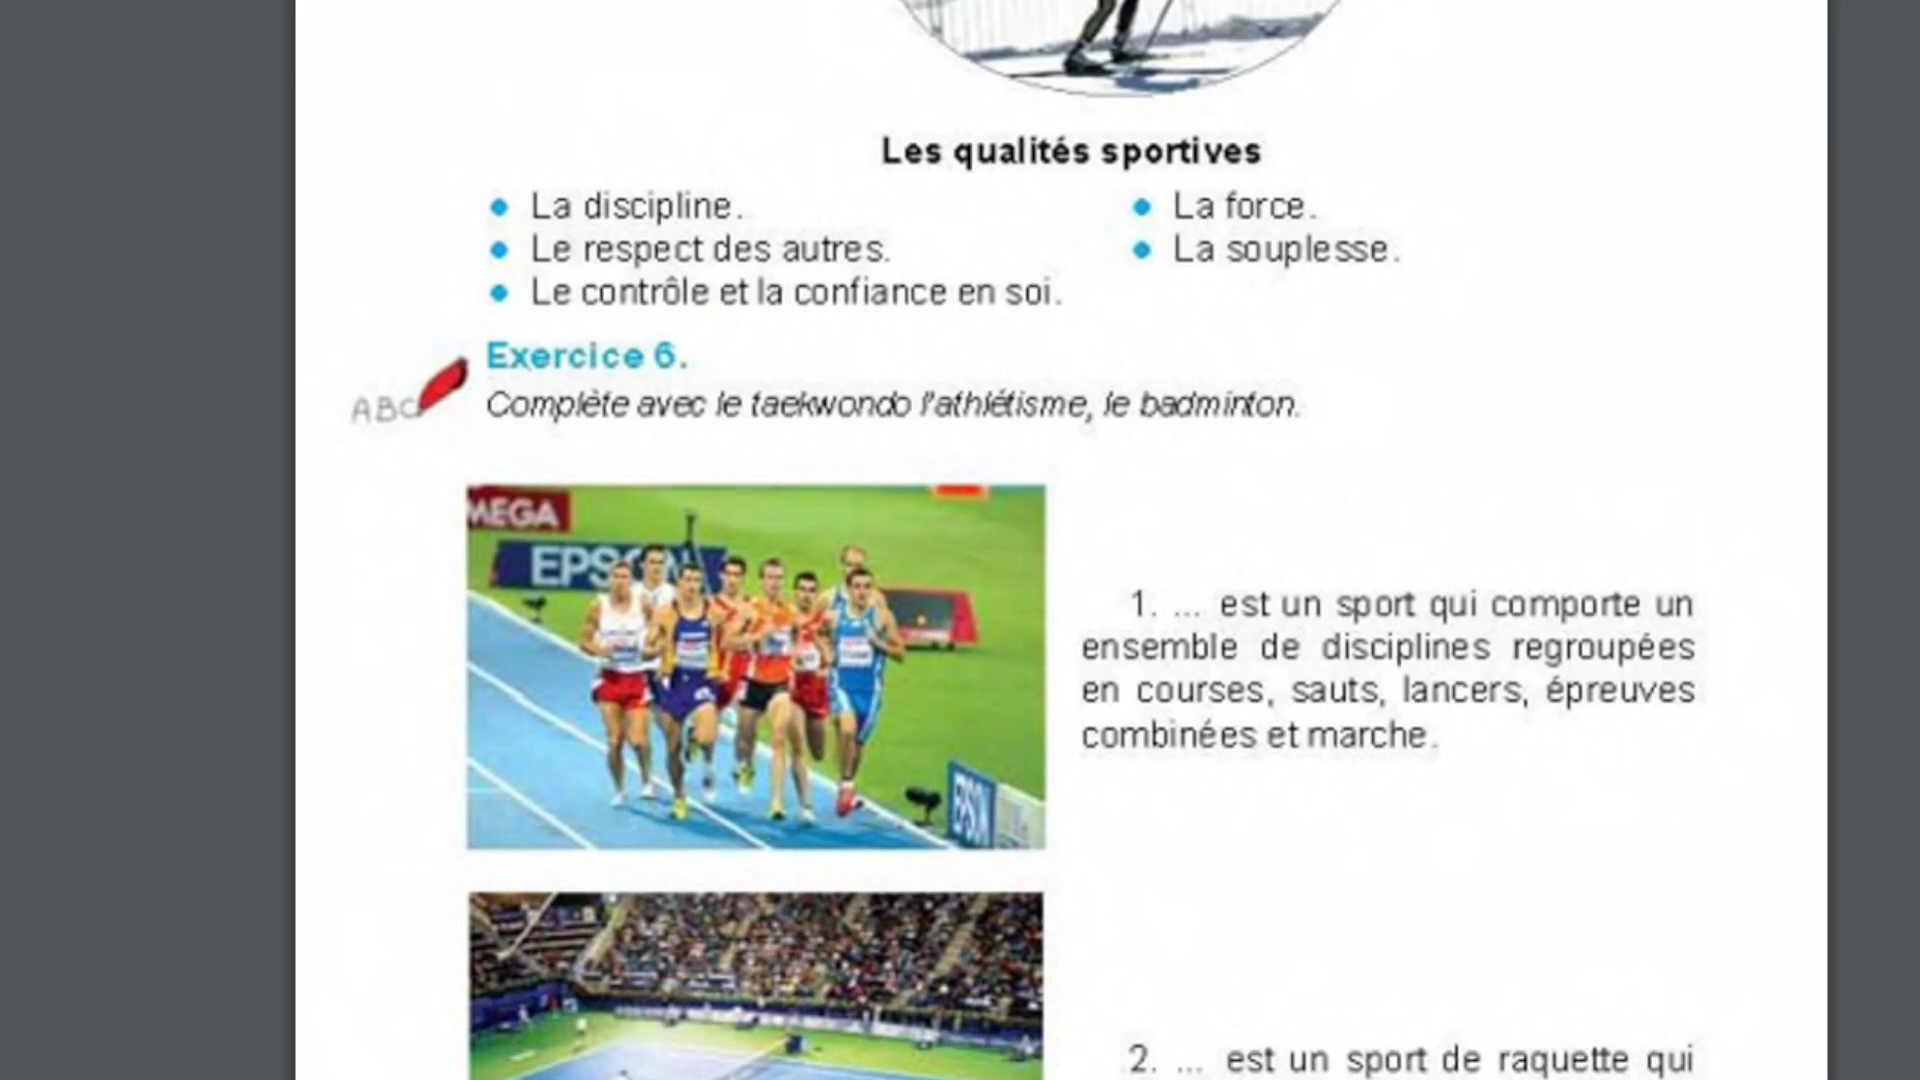 Les qualités sportives
La discipline.
Le respect des autres.
Le contrôle et la confiance en soi.
La force.
La souplesse.
Exercice 6.
ABC
Complète avec le taekwondo l'athlétisme, le badminton.
MEGA
EPSON
EPSON
1. ... est un sport qui comporte un
ensemble de disciplines regroupées
en courses, sauts, lancers, épreuves
combinées et marche.
2. ... est un sport de raquette qui